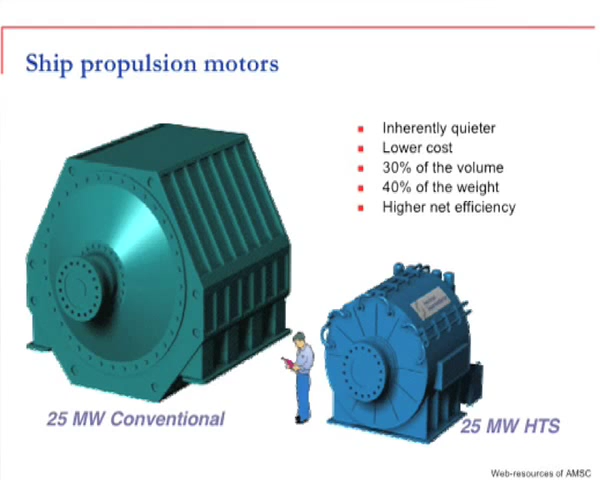 Ship propulsion motors
Inherently quieter
Lower cost
30% of the volume
40% of the weight
Higher net efficiency
25 MW Conventional
25 MW HTS
Web-resources of AMSC